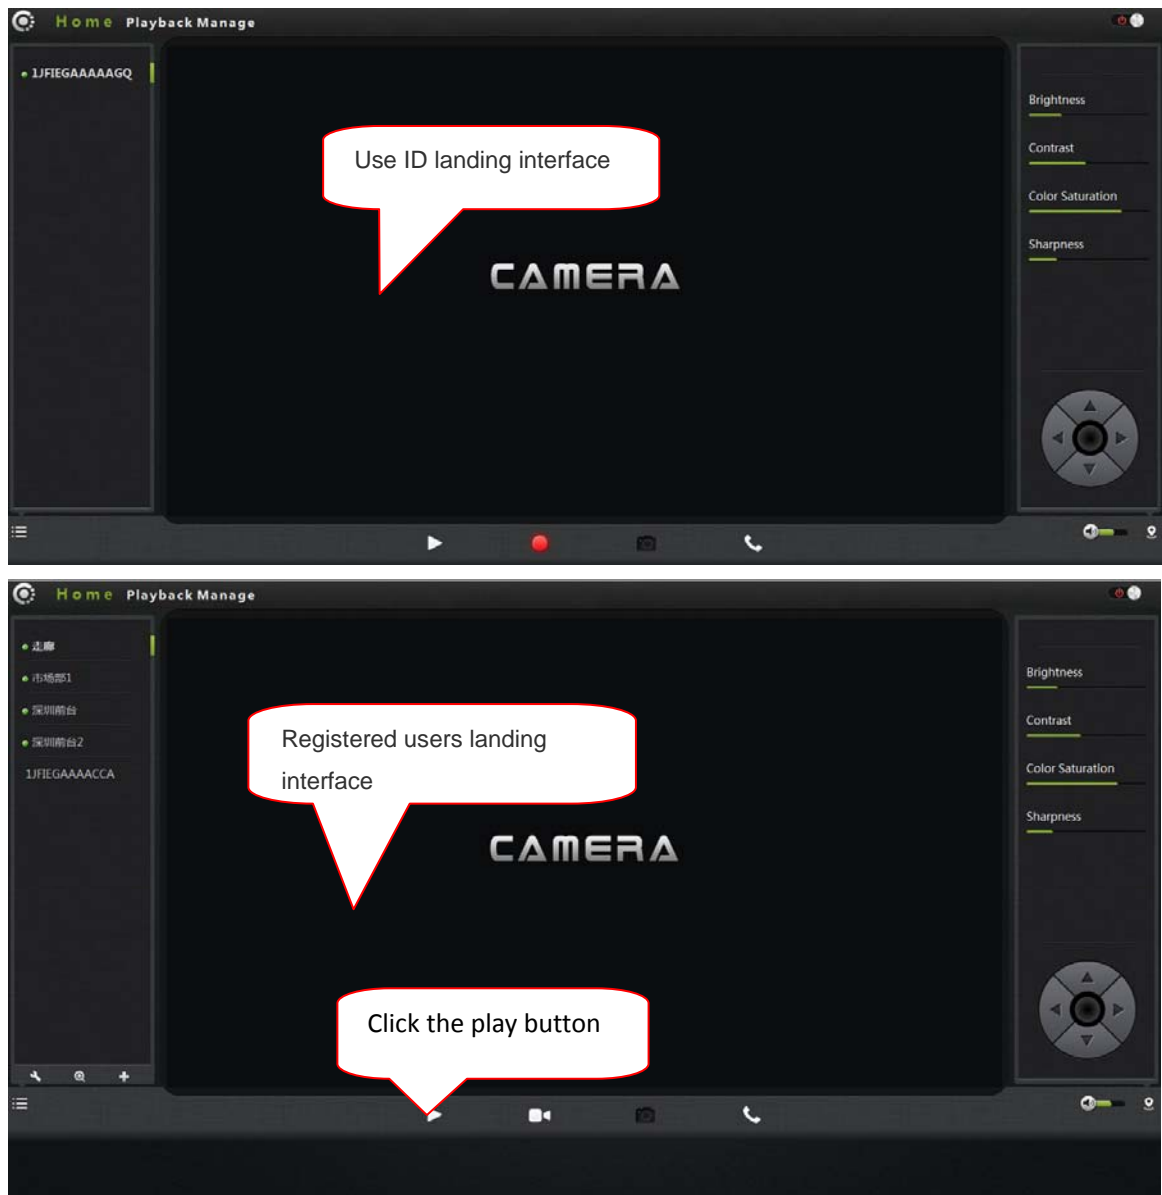 Home Playback Manage
1JFIEGAAAAAGQ
Use ID landing interface
CAMERA
Brightness
Contrast
Color Saturation
Sharpness
Home Playback Manage
走廊
市场部1
深圳前台
深圳前台2
1JFIEGAAAACCA
Registered users landing
interface
CAMERA
Click the play button
Brightness
Contrast
Color Saturation
Sharpness